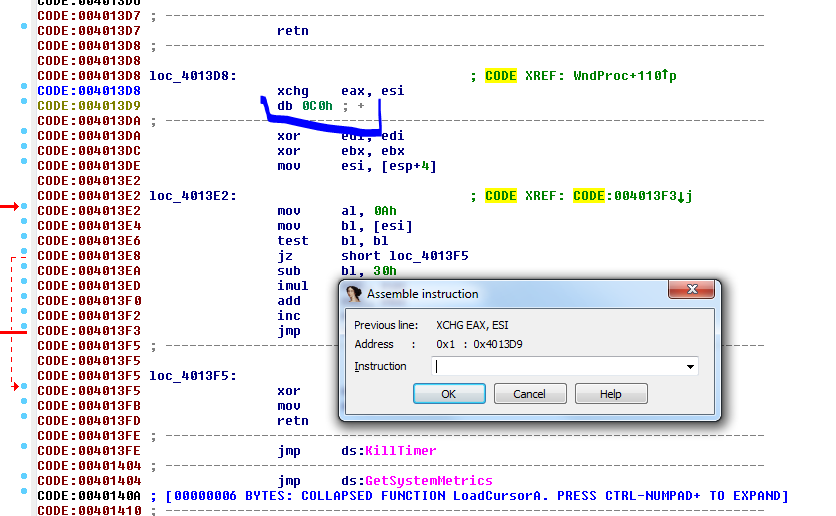 CODE:004013D7 ; ---------------------------------------------------------------------------
CODE:004013D7 retn
CODE:004013D8 ; ---------------------------------------------------------------------------
CODE:004013D8
CODE:004013D8 loc_4013D8: ; CODE XREF: WndProc+110↑p
CODE:004013D8 xchg eax, esi
CODE:004013D9 db 0C0h ; +
CODE:004013DA ; ---------------------------------------------------------------------------
CODE:004013DA xor edi, edi
CODE:004013DC xor ebx, ebx
CODE:004013DE mov esi, [esp+4]
CODE:004013E2
CODE:004013E2 loc_4013E2: ; CODE XREF: CODE:004013F3↓j
CODE:004013E2 mov al, 0Ah
CODE:004013E4 mov bl, [esi]
CODE:004013E6 test bl, bl
CODE:004013E8 jz short loc_4013F5
CODE:004013EA sub bl, 30h
CODE:004013ED imul
CODE:004013F0 add
CODE:004013F2 inc
CODE:004013F3 jmp
CODE:004013F5 ; ---------------------------------------------------------------------------
CODE:004013F5
CODE:004013F5 loc_4013F5:
CODE:004013F5 xor
CODE:004013FB mov
CODE:004013FD retn
CODE:004013FE ; ---------------------------------------------------------------------------
CODE:004013FE jmp ds:KillTimer
CODE:00401404 ; ---------------------------------------------------------------------------
CODE:00401404 jmp ds:GetSystemMetrics
CODE:0040140A ; [00000006 BYTES: COLLAPSED FUNCTION LoadCursorA. PRESS CTRL-NUMPAD+ TO EXPAND]
CODE:00401410 ; ---------------------------------------------------------------------------
Assemble instruction
Previous line: XCHG EAX, ESI
Address : 0x1 : 0x4013D9
Instruction
OK Cancel Help